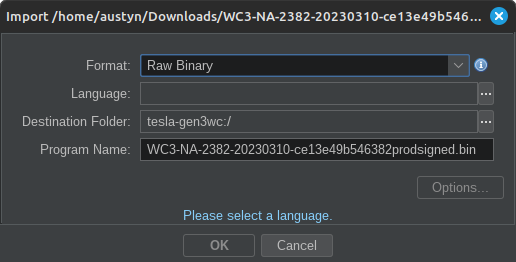 Import /home/austyn/Downloads/WC3-NA-2382-20230310-ce13e49b546...
Format: Raw Binary
Language: ...
Destination Folder: tesla-gen3wc:/ ...
Program Name: WC3-NA-2382-20230310-ce13e49b546382prodsigned.bin
Options...
Please select a language.
OK Cancel